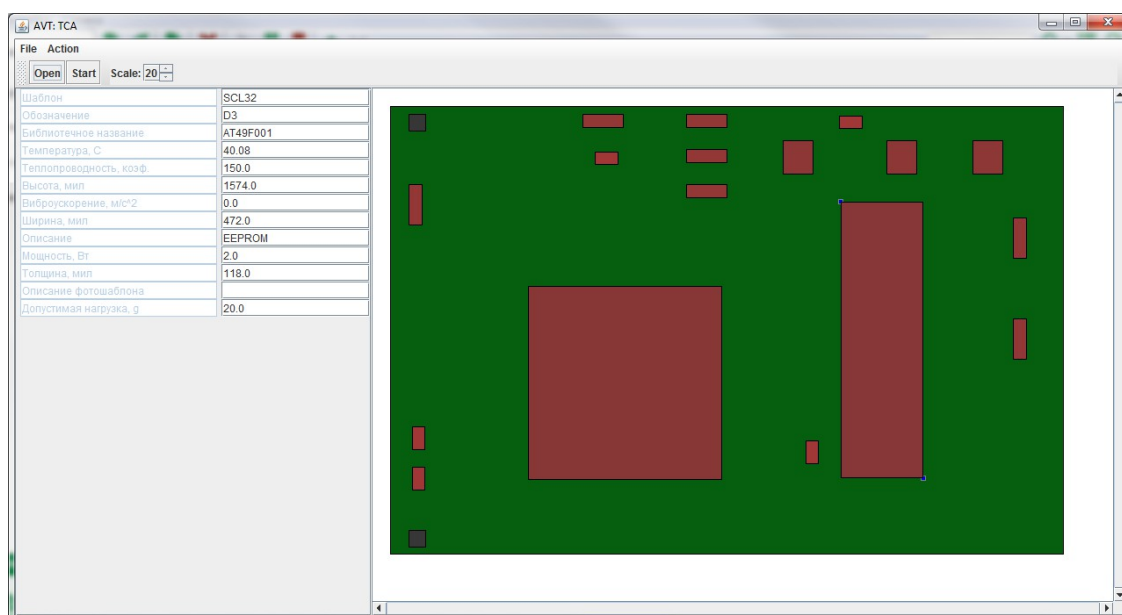 AVT: TCA
File Action
Open Start Scale: 20
Шаблон SCL32
Обозначение D3
Библиотечное название AT49F001
Температура, С 40.08
Теплопроводность, коэф. 150.0
Высота, мил 1574.0
Виброускорение, м/с^2 0.0
Ширина, мил 472.0
Описание EEPROM
Мощность, Вт 2.0
Толщина, мил 118.0
Описание фотошаблона
Допустимая нагрузка, g 20.0